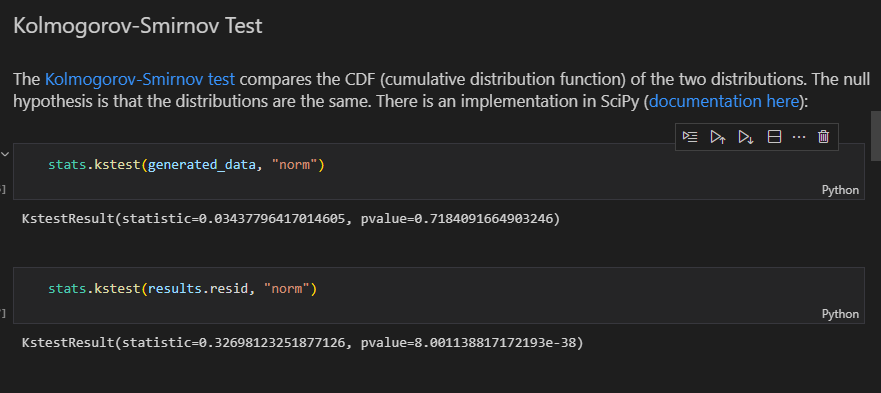 Kolmogorov-Smirnov Test
The Kolmogorov-Smirnov test compares the CDF (cumulative distribution function) of the two distributions. The null
hypothesis is that the distributions are the same. There is an implementation in SciPy (documentation here):
stats.kstest(generated_data, "norm")
Python
KstestResult(statistic=0.03437796417014605, pvalue=0.7184091664903246)
stats.kstest(results.resid, "norm")
Python
KstestResult(statistic=0.32698123251877126, pvalue=8.001138817172193e-38)